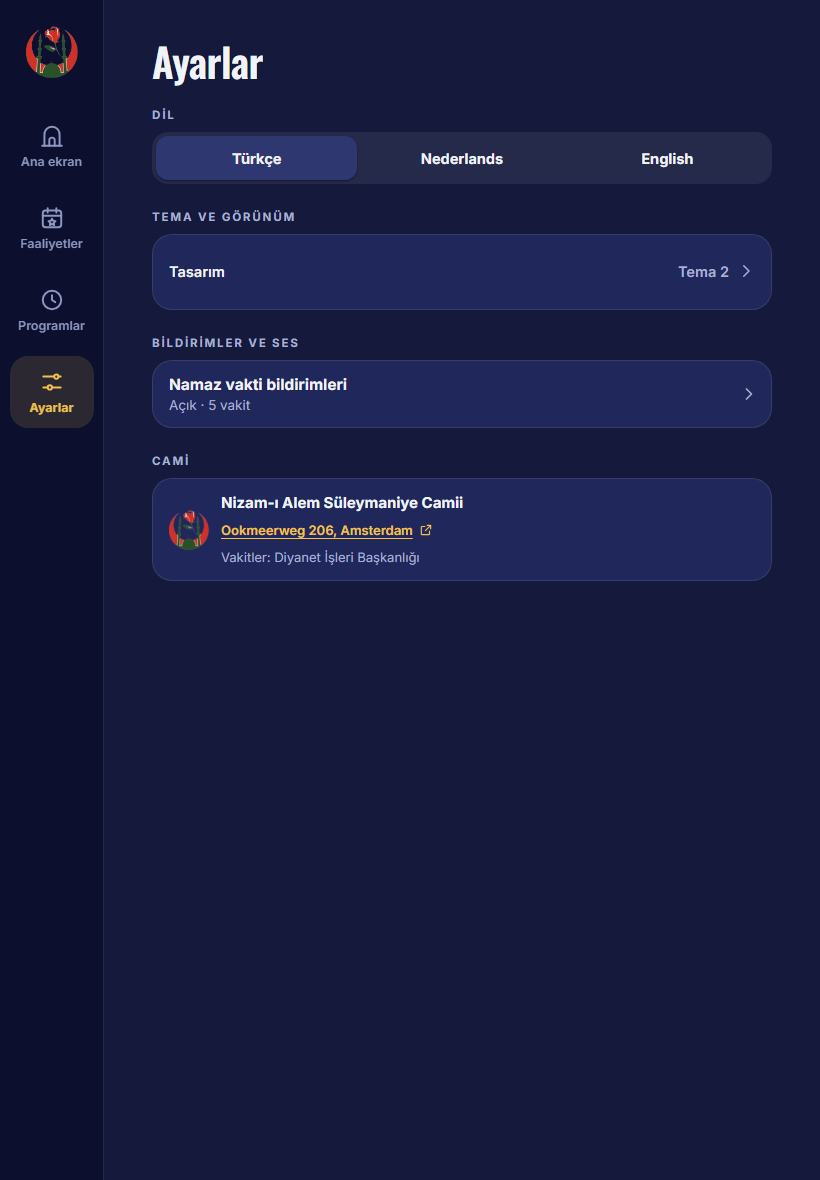 Ayarlar
DİL
Türkçe
Nederlands
English
TEMA VE GÖRÜNÜM
Tasarım
Tema 2
BİLDİRİMLER VE SES
Namaz vakti bildirimleri
Açık · 5 vakit
CAMİ
Nizam-ı Alem Süleymaniye Camii
Ookmeerweg 206, Amsterdam
Vakitler: Diyanet İşleri Başkanlığı
Ana ekran
Faaliyetler
Programlar
Ayarlar